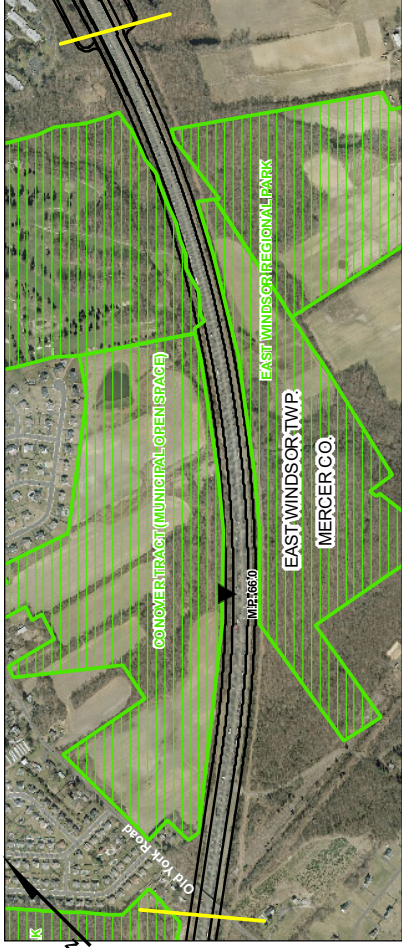 EAST WINDSOR REGIONAL PARK
CONOVER TRACT (MUNICIPAL OPEN SPACE)
EAST WINDSOR TWP.
MERCER CO.
M.P. 66.0
Old York Road
K
N